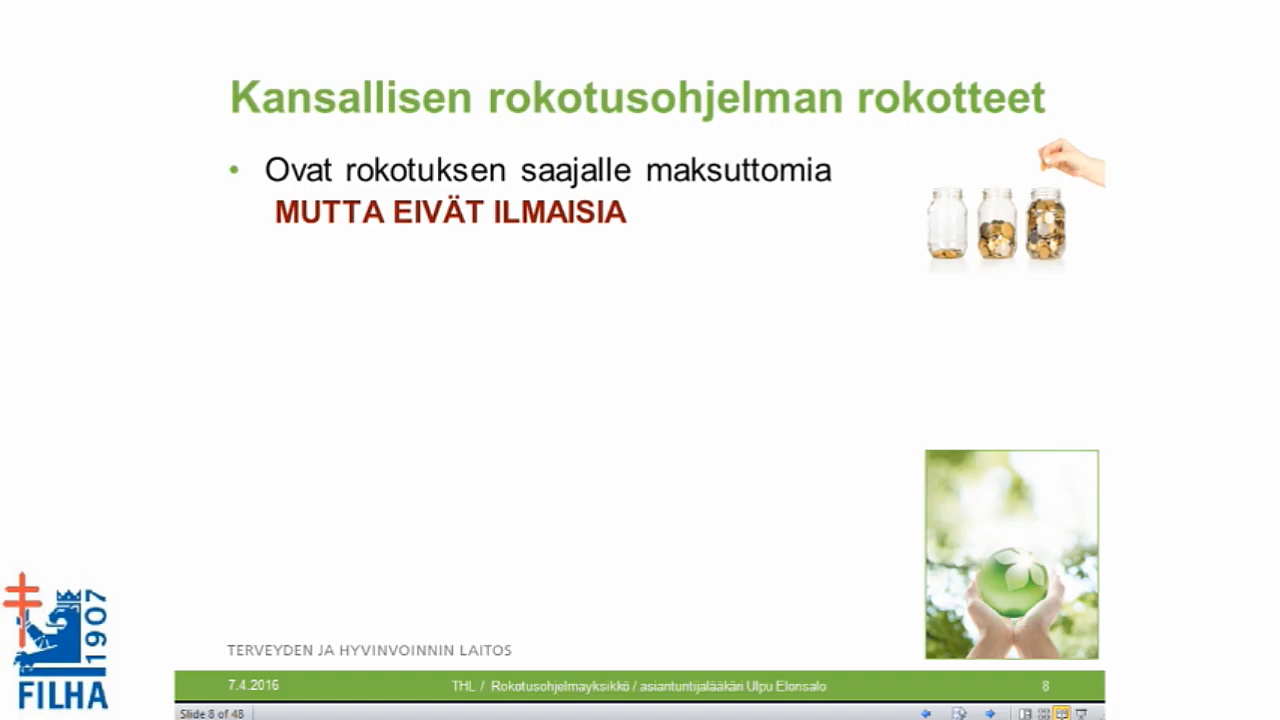 Kansallisen rokotusohjelman rokotteet
• Ovat rokotuksen saajalle maksuttomia
MUTTA EIVÄT ILMAISIA
1907
FILHA
TERVEYDEN JA HYVINVOINNIN LAITOS
7.4.2016
THL / Rokotusohjelmayksikkö / asiantuntijalääkäri Ulpu Elonsalo
8
Slide 8 of 48